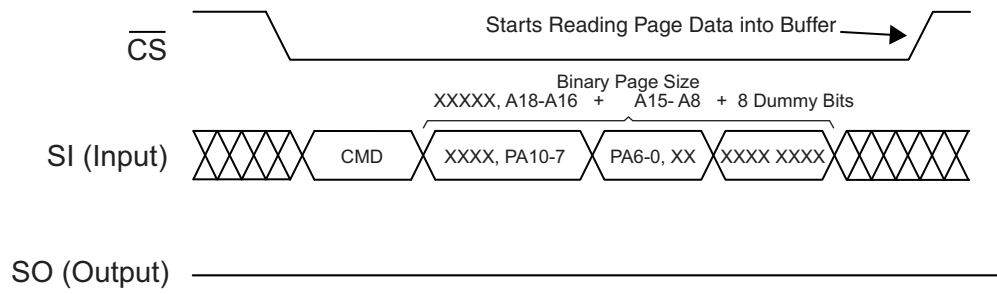 Starts Reading Page Data into Buffer
CS
Binary Page Size
XXXXX, A18-A16 + A15- A8 + 8 Dummy Bits
SI (Input)
CMD
XXXX, PA10-7
PA6-0, XX
XXXX XXXX
SO (Output)